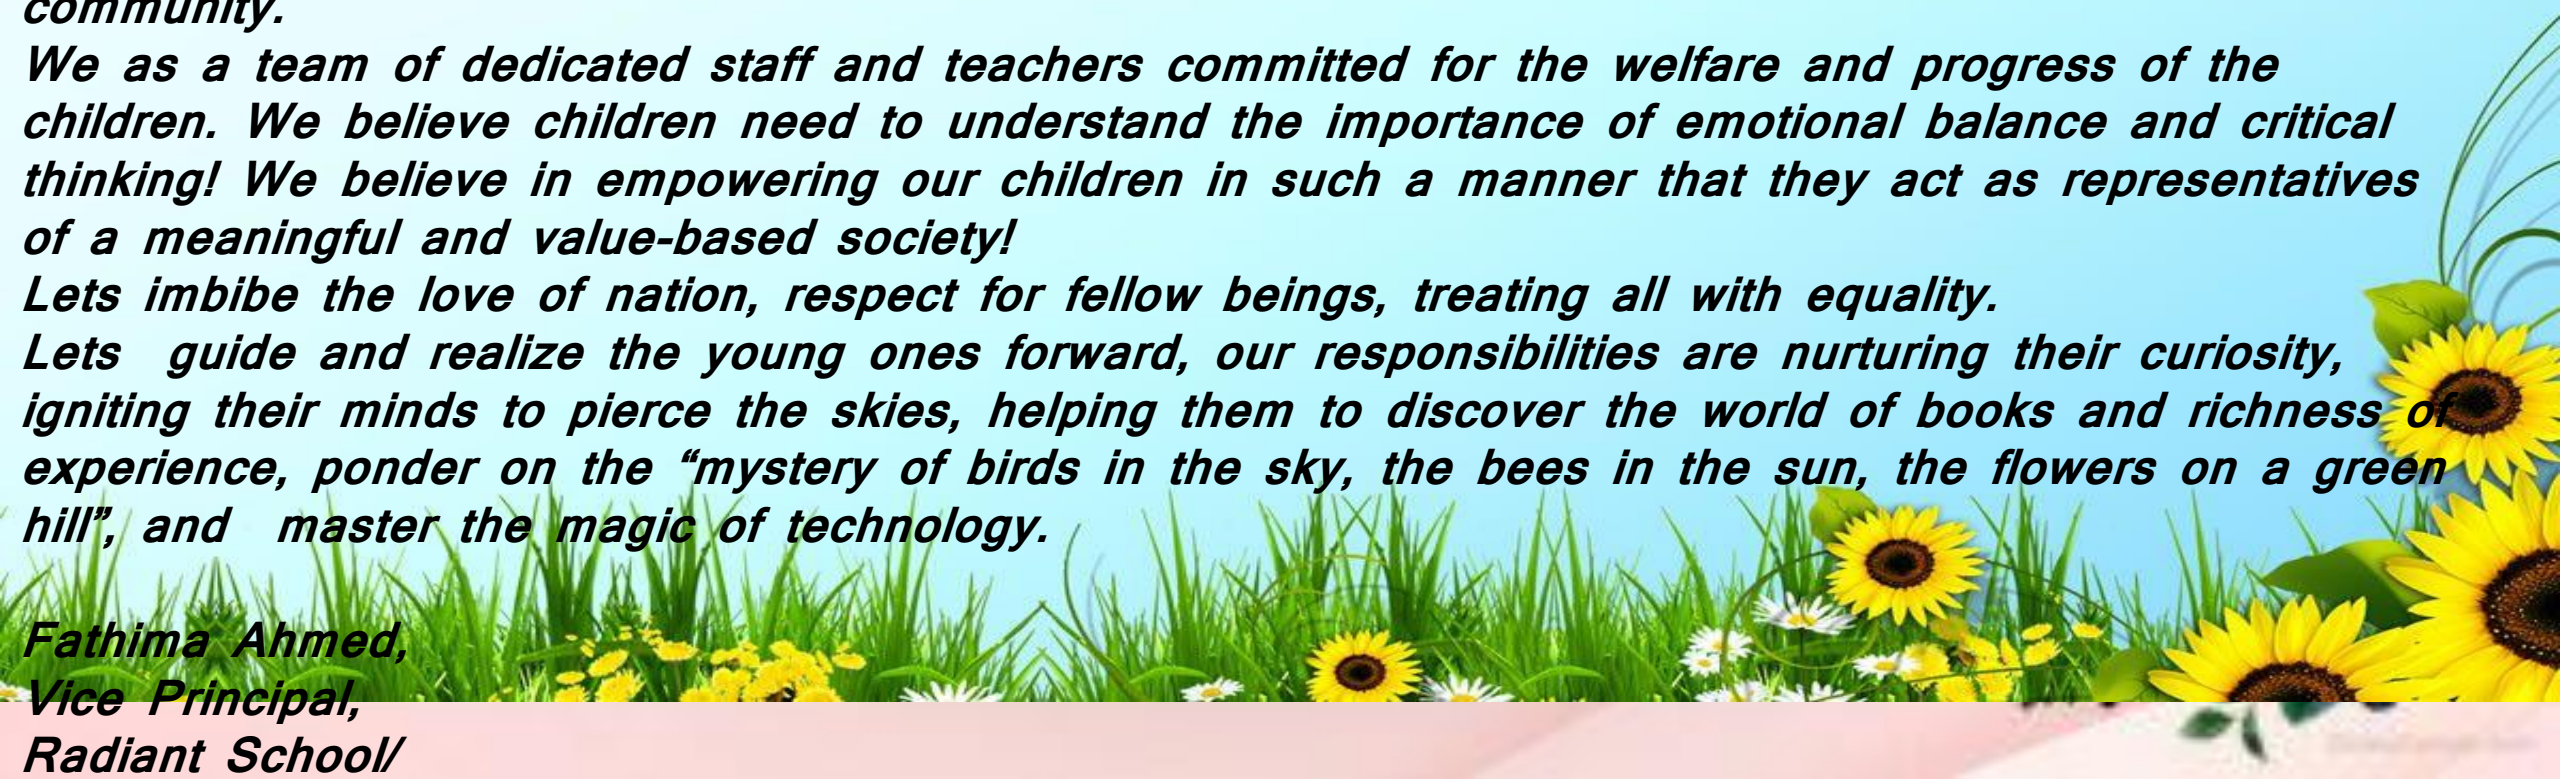 community.
We as a team of dedicated staff and teachers committed for the welfare and progress of the
children. We believe children need to understand the importance of emotional balance and critical
thinking! We believe in empowering our children in such a manner that they act as representatives
of a meaningful and value-based society!
Lets imbibe the love of nation, respect for fellow beings, treating all with equality.
Lets guide and realize the young ones forward, our responsibilities are nurturing their curiosity,
igniting their minds to pierce the skies, helping them to discover the world of books and richness of
experience, ponder on the “mystery of birds in the sky, the bees in the sun, the flowers on a green
hill”, and master the magic of technology.
Fathima Ahmed,
Vice Principal,
Radiant School/